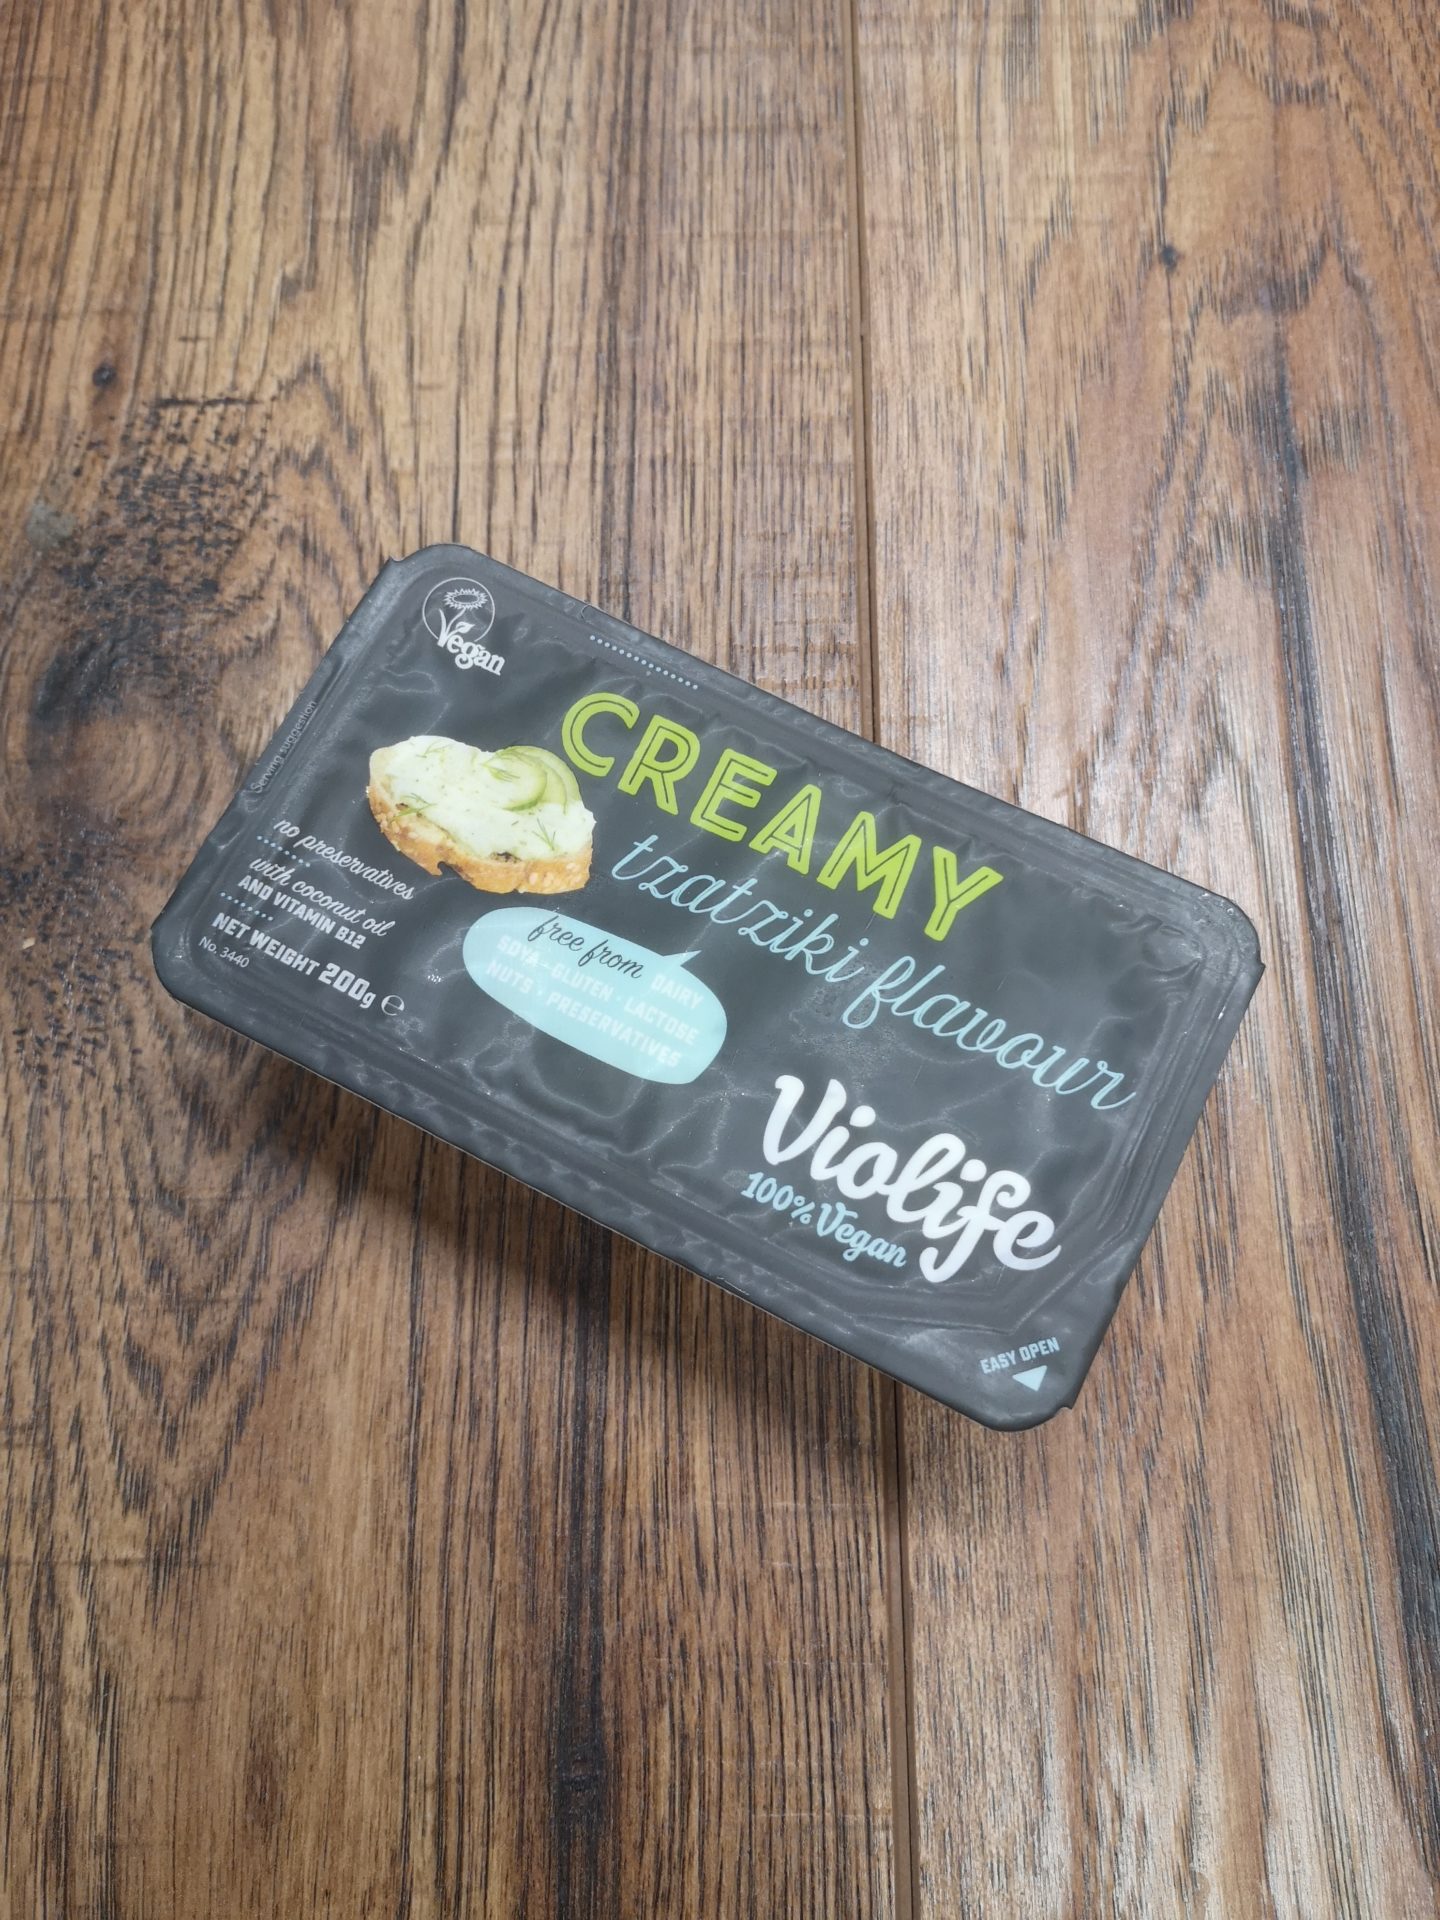 Vegan
Serving suggestion
CREAMY
tzatziki flavour
no preservatives
with coconut oil
AND VITAMIN B12
NET WEIGHT 200g ℮
No. 3440
free from DAIRY
SOYA · GLUTEN · LACTOSE
NUTS · PRESERVATIVES
Violife
100% Vegan
EASY OPEN